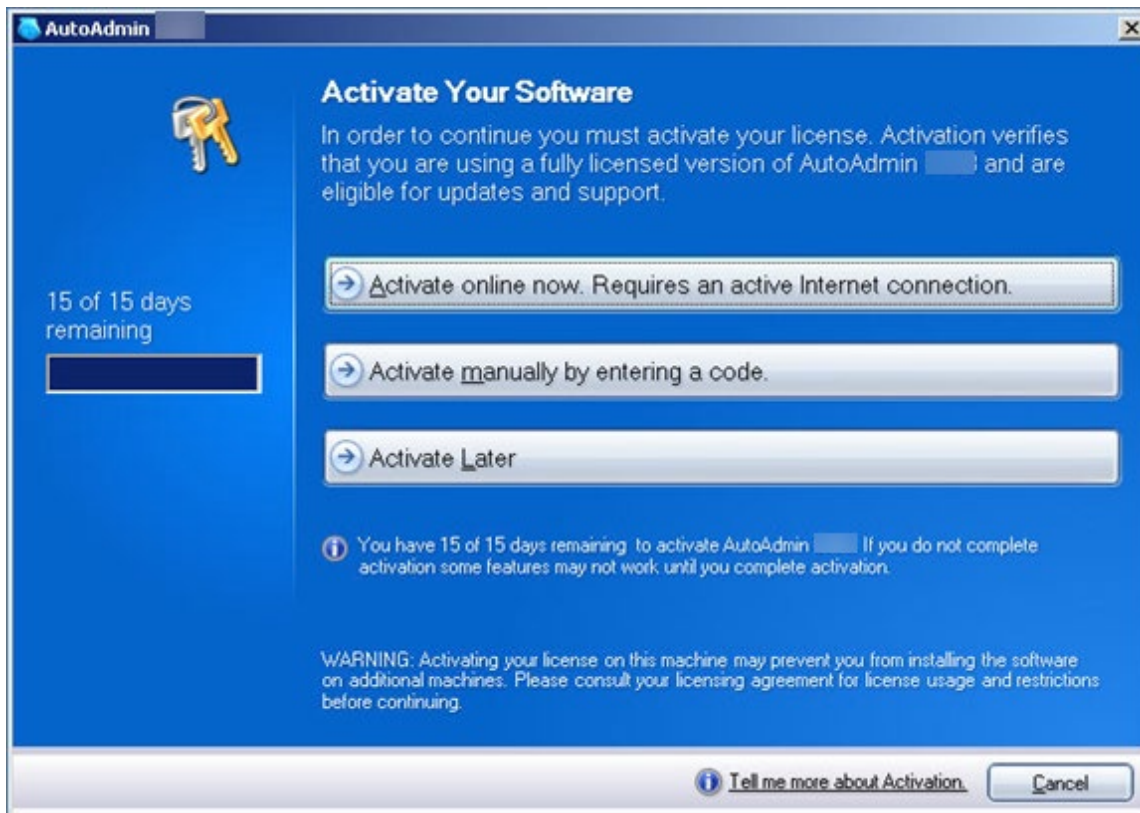 AutoAdmin
Activate Your Software
In order to continue you must activate your license. Activation verifies
that you are using a fully licensed version of AutoAdmin and are
eligible for updates and support.
15 of 15 days
remaining
Activate online now. Requires an active Internet connection.
Activate manually by entering a code.
Activate Later
You have 15 of 15 days remaining to activate AutoAdmin If you do not complete
activation some features may not work until you complete activation.
WARNING: Activating your license on this machine may prevent you from installing the software
on additional machines. Please consult your licensing agreement for license usage and restrictions
before continuing.
Tell me more about Activation.
Cancel